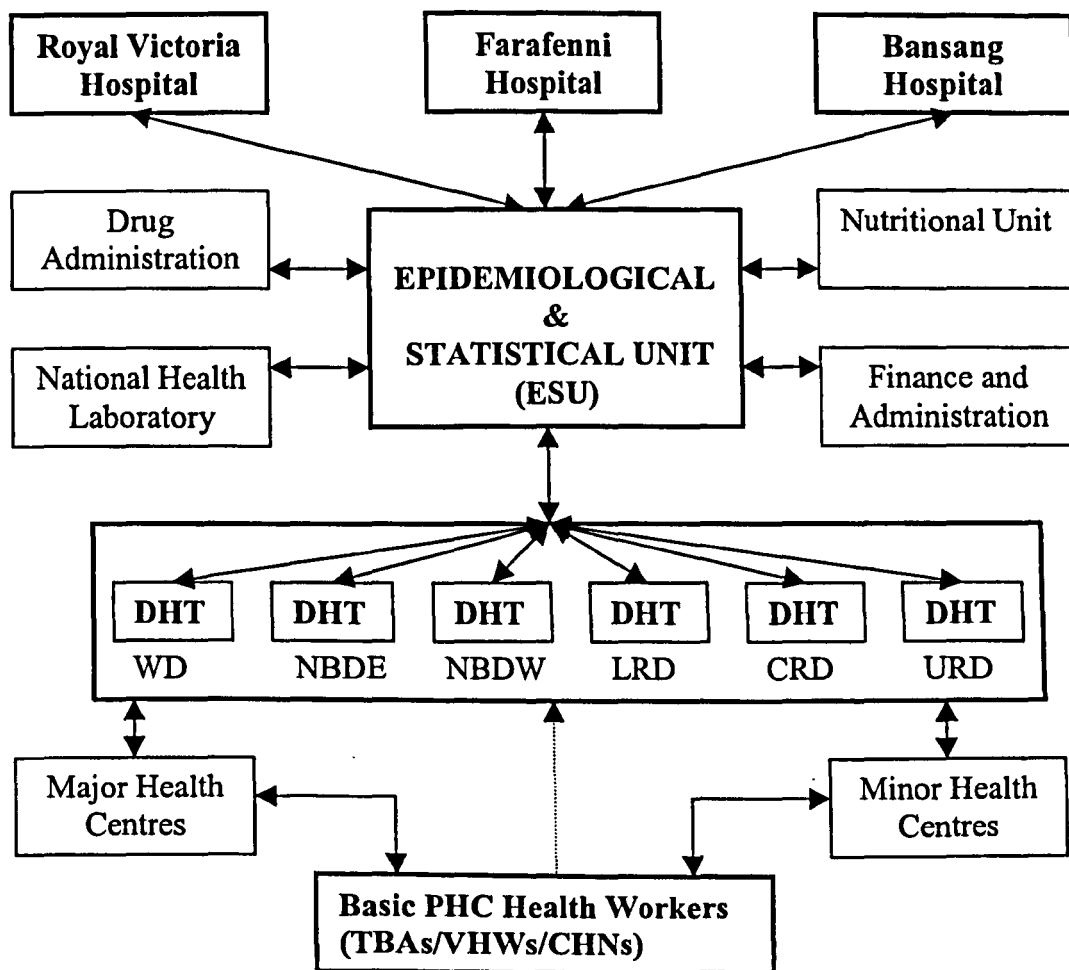 Royal Victoria
Hospital
Farafenni
Hospital
Bansang
Hospital
Drug
Administration
Nutritional Unit
EPIDEMIOLOGICAL
&
STATISTICAL UNIT
(ESU)
National Health
Laboratory
Finance and
Administration
DHT
DHT
DHT
DHT
DHT
DHT
WD
NBDE
NBDW
LRD
CRD
URD
Major Health
Centres
Minor Health
Centres
Basic PHC Health Workers
(TBAs/VHWs/CHNs)